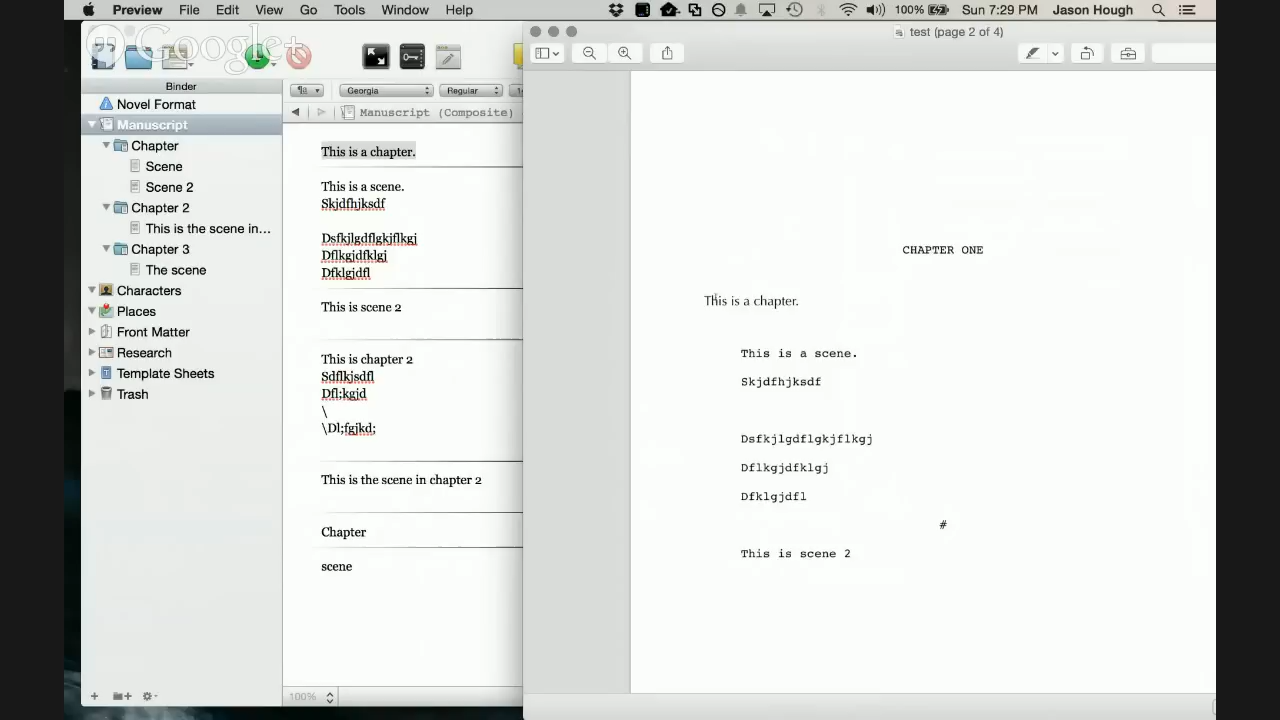 Preview File Edit View Go Tools Window Help 100% Sun 7:29 PM Jason Hough
Google+
test (page 2 of 4)
Binder
Georgia Regular
Manuscript (Composite)
Novel Format
Manuscript
Chapter
Scene
Scene 2
Chapter 2
This is the scene in…
Chapter 3
The scene
Characters
Places
Front Matter
Research
Template Sheets
Trash
This is a chapter.
This is a scene.
Skjdfhjksdf
Dsfkjlgdflgkjflkgj
Dflkgjdfklgj
Dfklgjdfl
This is scene 2
This is chapter 2
Sdflkjsdfl
Dfl;kgjd
\
\Dl;fgjkd;
This is the scene in chapter 2
Chapter
scene
100%
CHAPTER ONE
This is a chapter.
This is a scene.
Skjdfhjksdf
Dsfkjlgdflgkjflkgj
Dflkgjdfklgj
Dfklgjdfl
#
This is scene 2